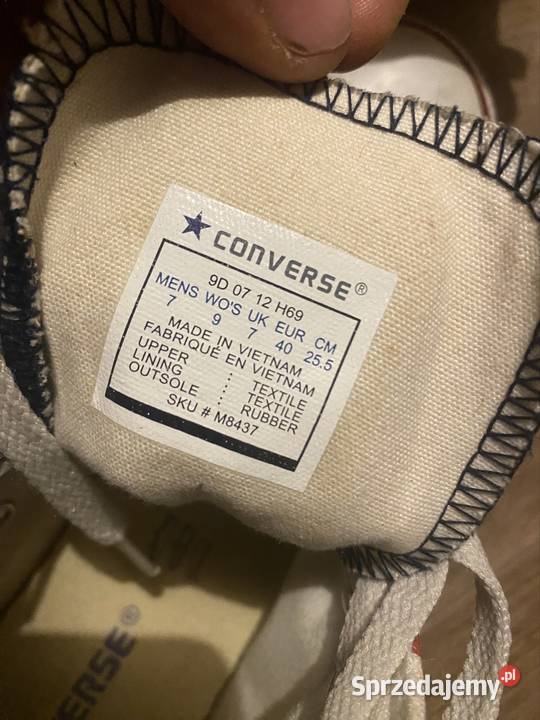 CONVERSE®
9D 07 12 H69
MENS WO'S UK EUR CM
7 9 7 40 25.5
MADE IN VIETNAM
FABRIQUÉ EN VIETNAM
UPPER : TEXTILE
LINING : TEXTILE
OUTSOLE : RUBBER
SKU # M8437
VERSE®
Sprzedajemy.pl